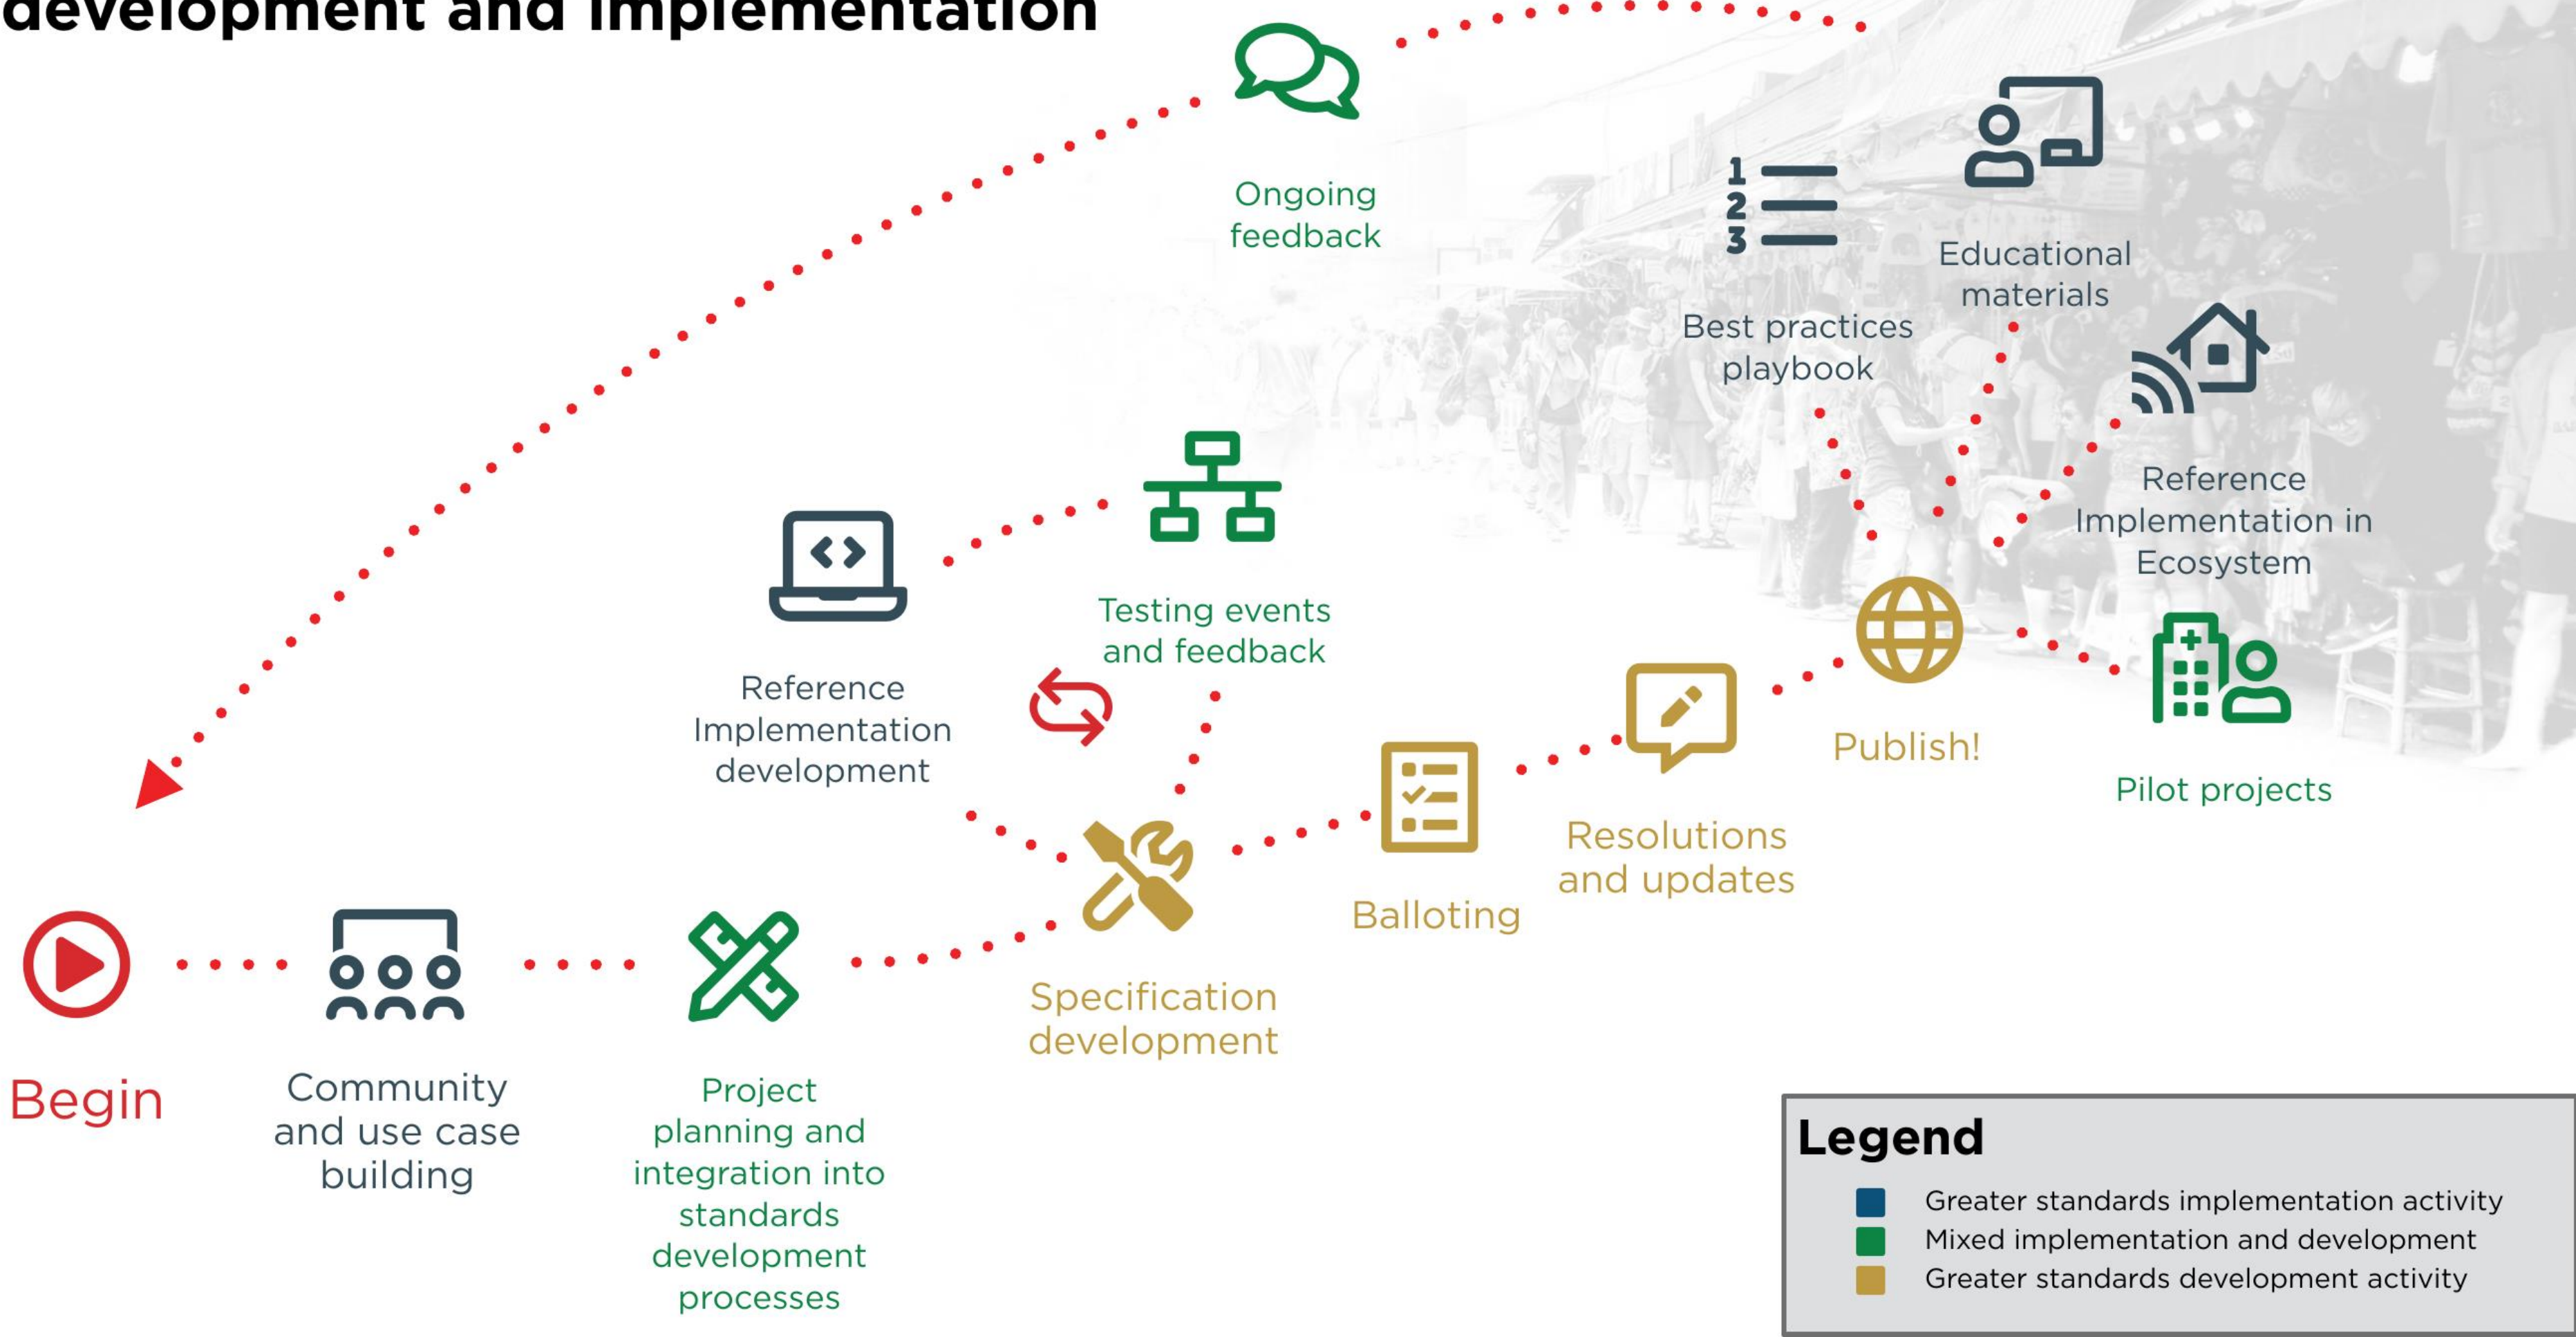 development and implementation
Ongoing
feedback
1
2
3
Educational
materials
Best practices
playbook
Reference
Implementation in
Ecosystem
Testing events
and feedback
Reference
Implementation
development
Publish!
Pilot projects
Resolutions
and updates
Balloting
Specification
development
Begin
Community
and use case
building
Project
planning and
integration into
standards
development
processes
Legend
Greater standards implementation activity
Mixed implementation and development
Greater standards development activity